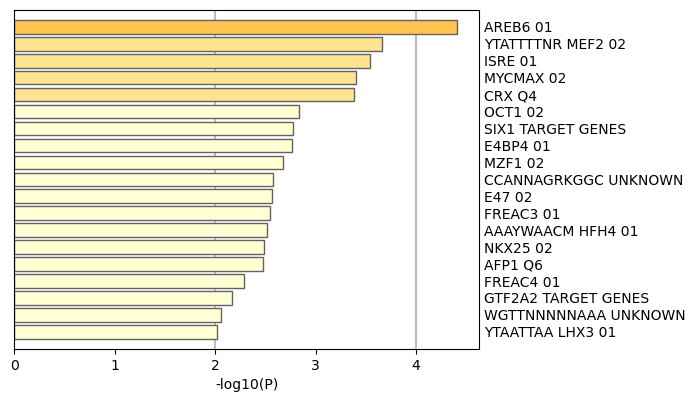 AREB6 01
YTATTTTNR MEF2 02
ISRE 01
MYCMAX 02
CRX Q4
OCT1 02
SIX1 TARGET GENES
E4BP4 01
MZF1 02
CCANNAGRKGGC UNKNOWN
E47 02
FREAC3 01
AAAYWAACM HFH4 01
NKX25 02
AFP1 Q6
FREAC4 01
GTF2A2 TARGET GENES
WGTTNNNNNAAA UNKNOWN
YTAATTAA LHX3 01
0 1 2 3 4
-log10(P)